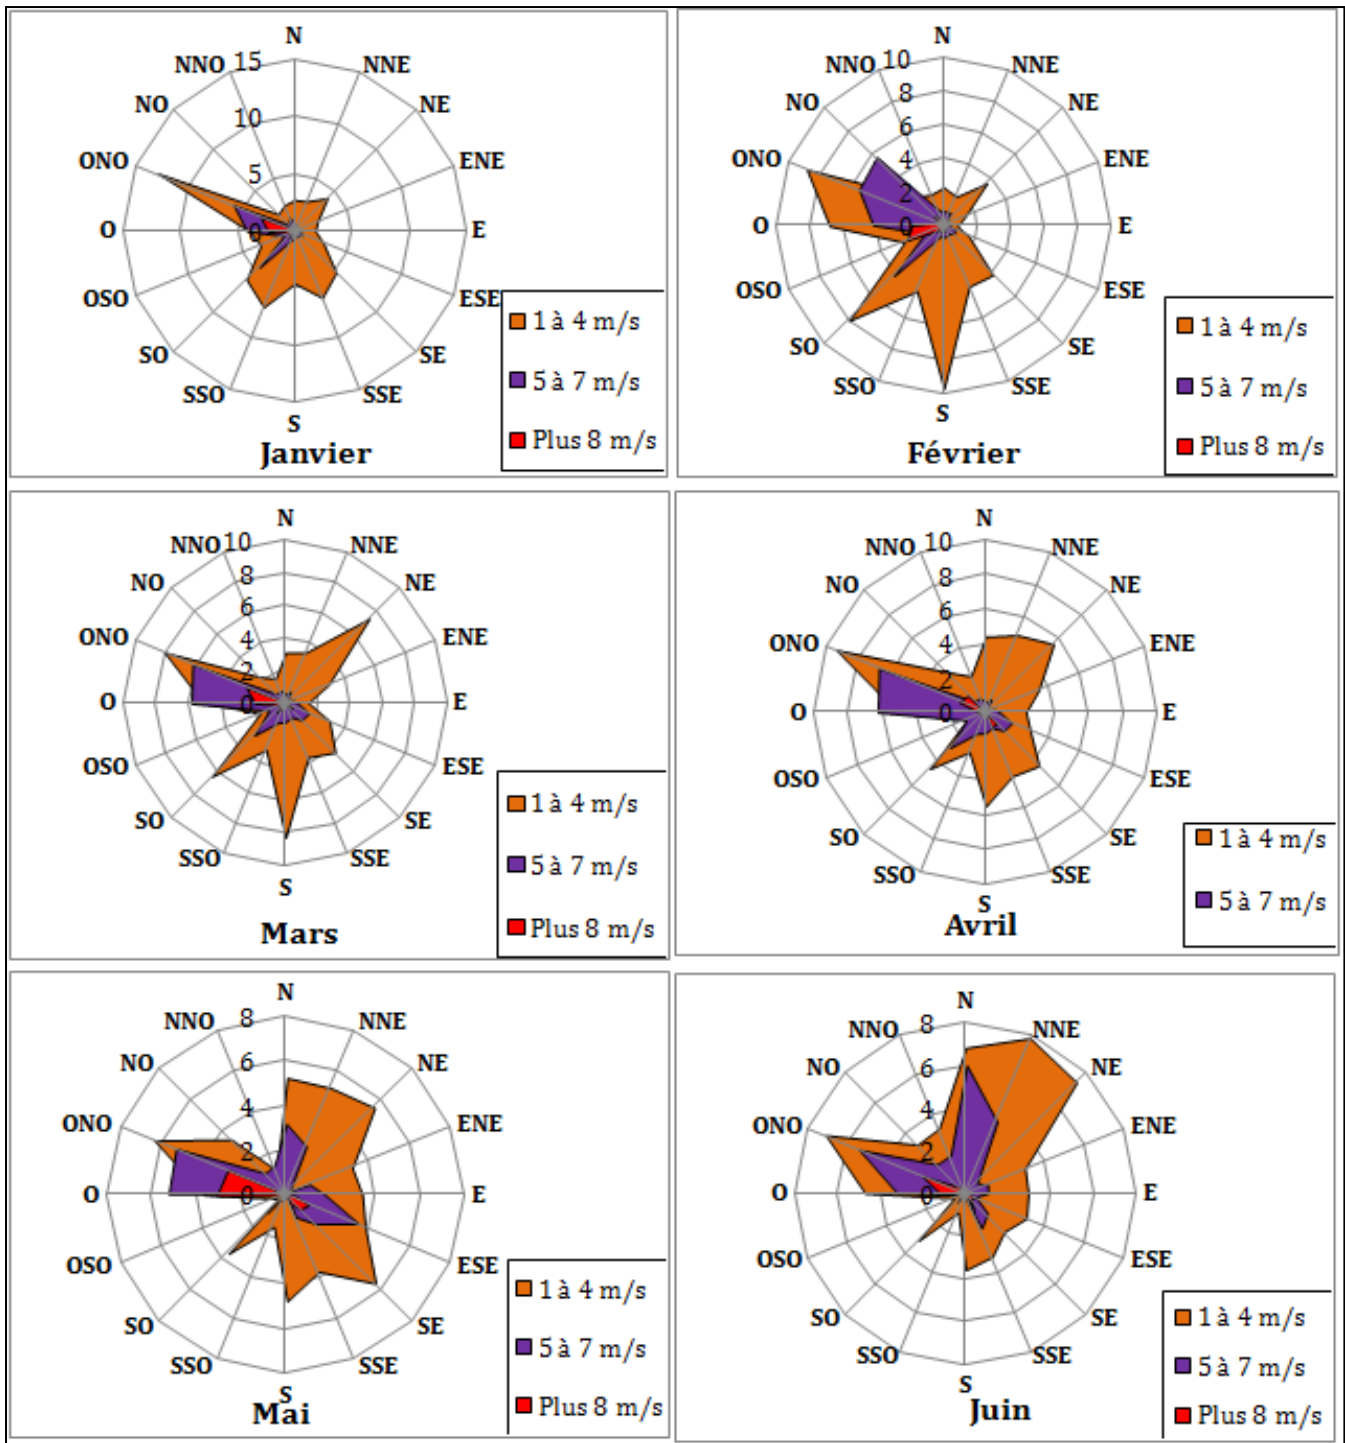 N
NNO 15 NNE
NO NE
10
ONO ENE
5
O 0 E
OSO ESE
SO SE
SSO SSE
S
Janvier
1 à 4 m/s
5 à 7 m/s
Plus 8 m/s
N
NNO 10 NNE
8
NO NE
6
ONO 4 ENE
2
O 0 E
OSO ESE
SO SE
SSO SSE
S
Février
1 à 4 m/s
5 à 7 m/s
Plus 8 m/s
N
NNO 10 NNE
8
NO NE
6
ONO 4 ENE
2
O 0 E
OSO ESE
SO SE
SSO SSE
S
Mars
1 à 4 m/s
5 à 7 m/s
Plus 8 m/s
N
NNO 10 NNE
8
NO NE
6
ONO 4 ENE
2
O 0 E
OSO ESE
SO SE
SSO SSE
S
Avril
1 à 4 m/s
5 à 7 m/s
N
NNO 8 NNE
NO 6 NE
ONO 4 ENE
2
O 0 E
OSO ESE
SO SE
SSO SSE
S
Mai
1 à 4 m/s
5 à 7 m/s
Plus 8 m/s
N
NNO 8 NNE
NO 6 NE
ONO 4 ENE
2
O 0 E
OSO ESE
SO SE
SSO SSE
S
Juin
1 à 4 m/s
5 à 7 m/s
Plus 8 m/s